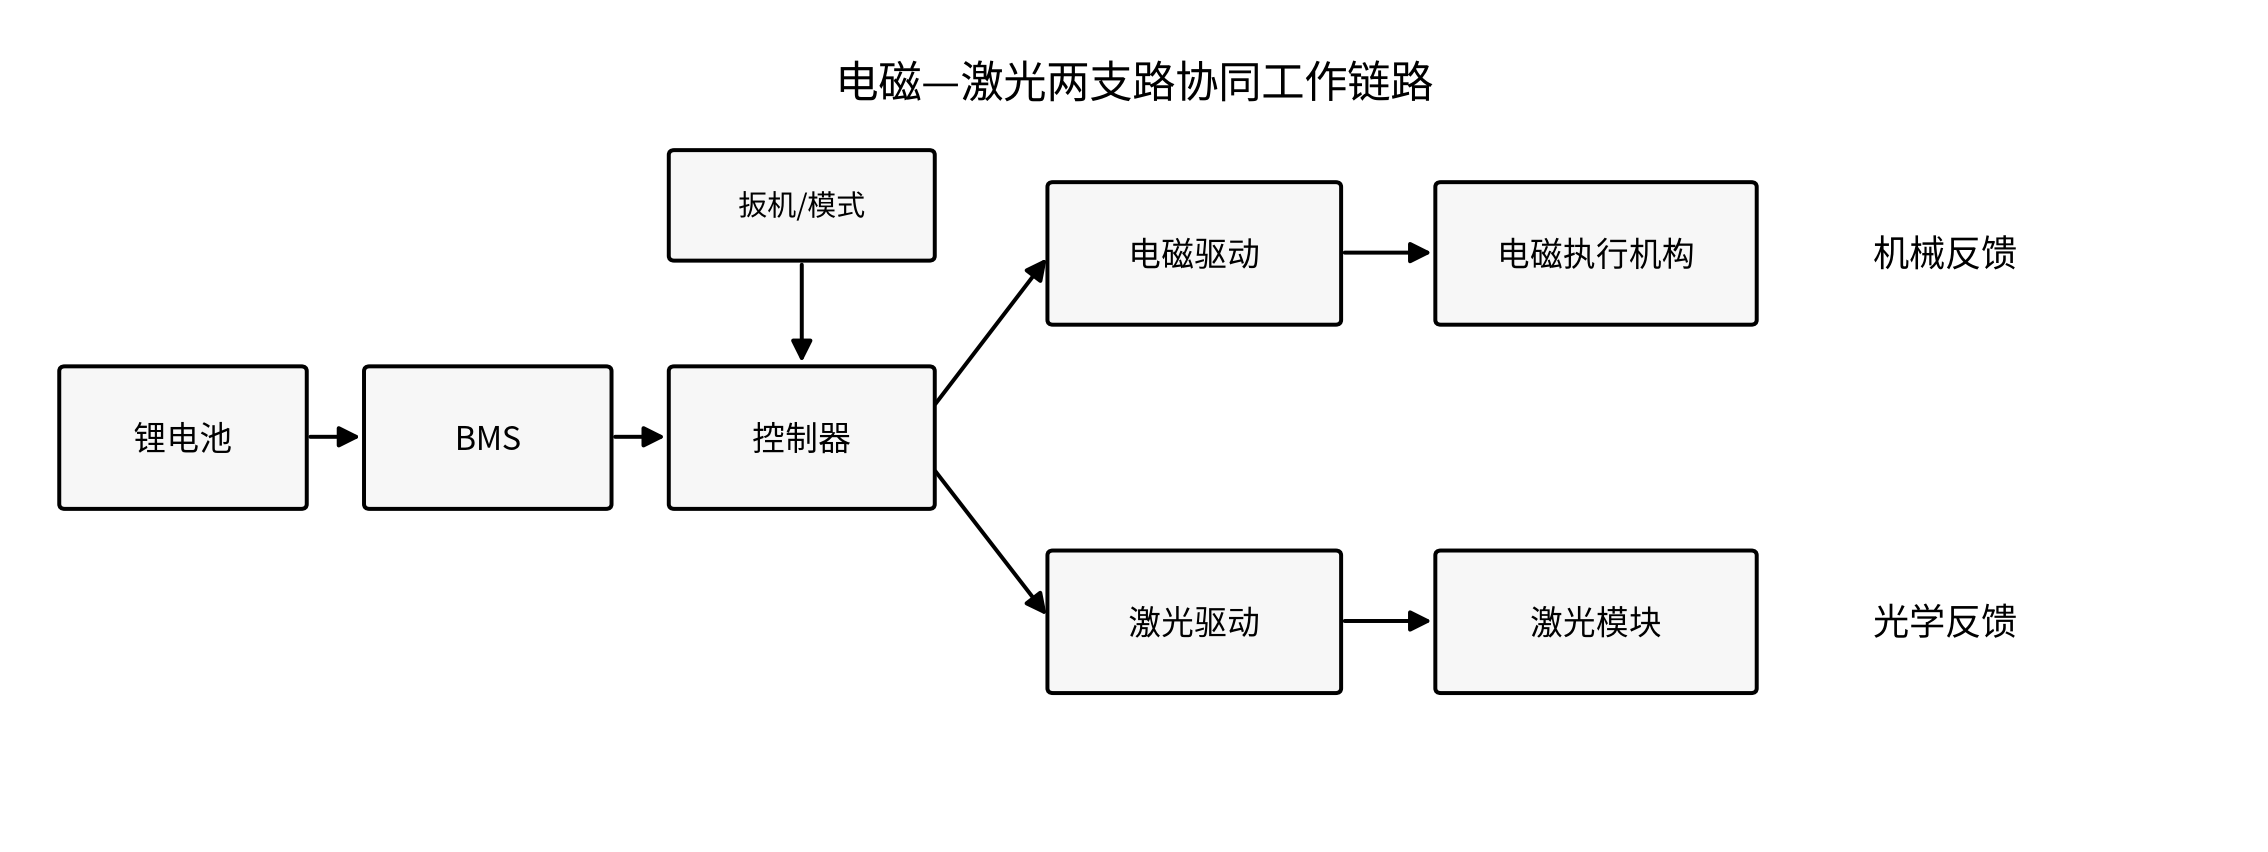 电磁—激光两支路协同工作链路
扳机/模式
电磁驱动
电磁执行机构
机械反馈
锂电池
BMS
控制器
激光驱动
激光模块
光学反馈